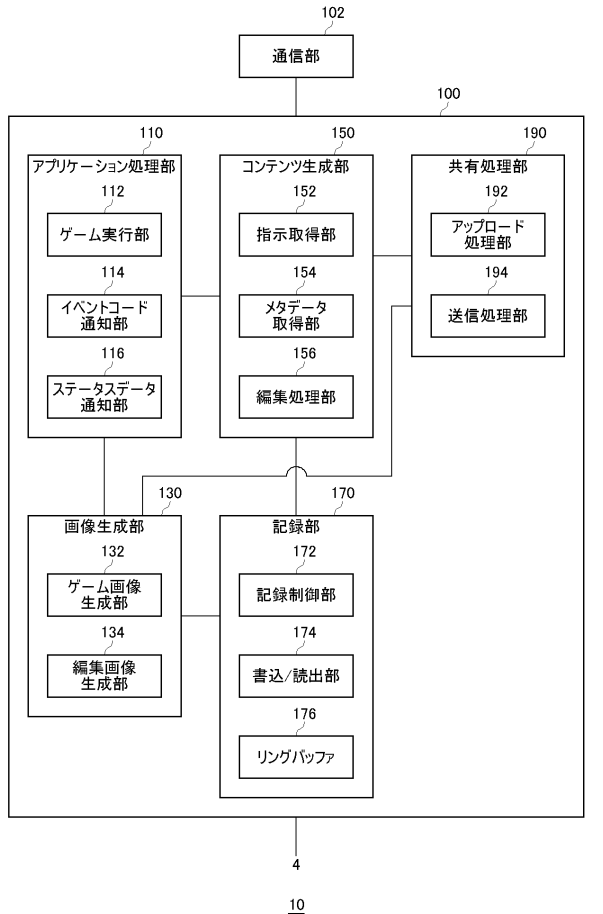 102
通信部
100
110
アプリケーション処理部
112
ゲーム実行部
114
イベントコード
通知部
116
ステータスデータ
通知部
150
コンテンツ生成部
152
指示取得部
154
メタデータ
取得部
156
編集処理部
190
共有処理部
192
アップロード
処理部
194
送信処理部
130
画像生成部
132
ゲーム画像
生成部
134
編集画像
生成部
170
記録部
172
記録制御部
174
書込/読出部
176
リングバッファ
4
10